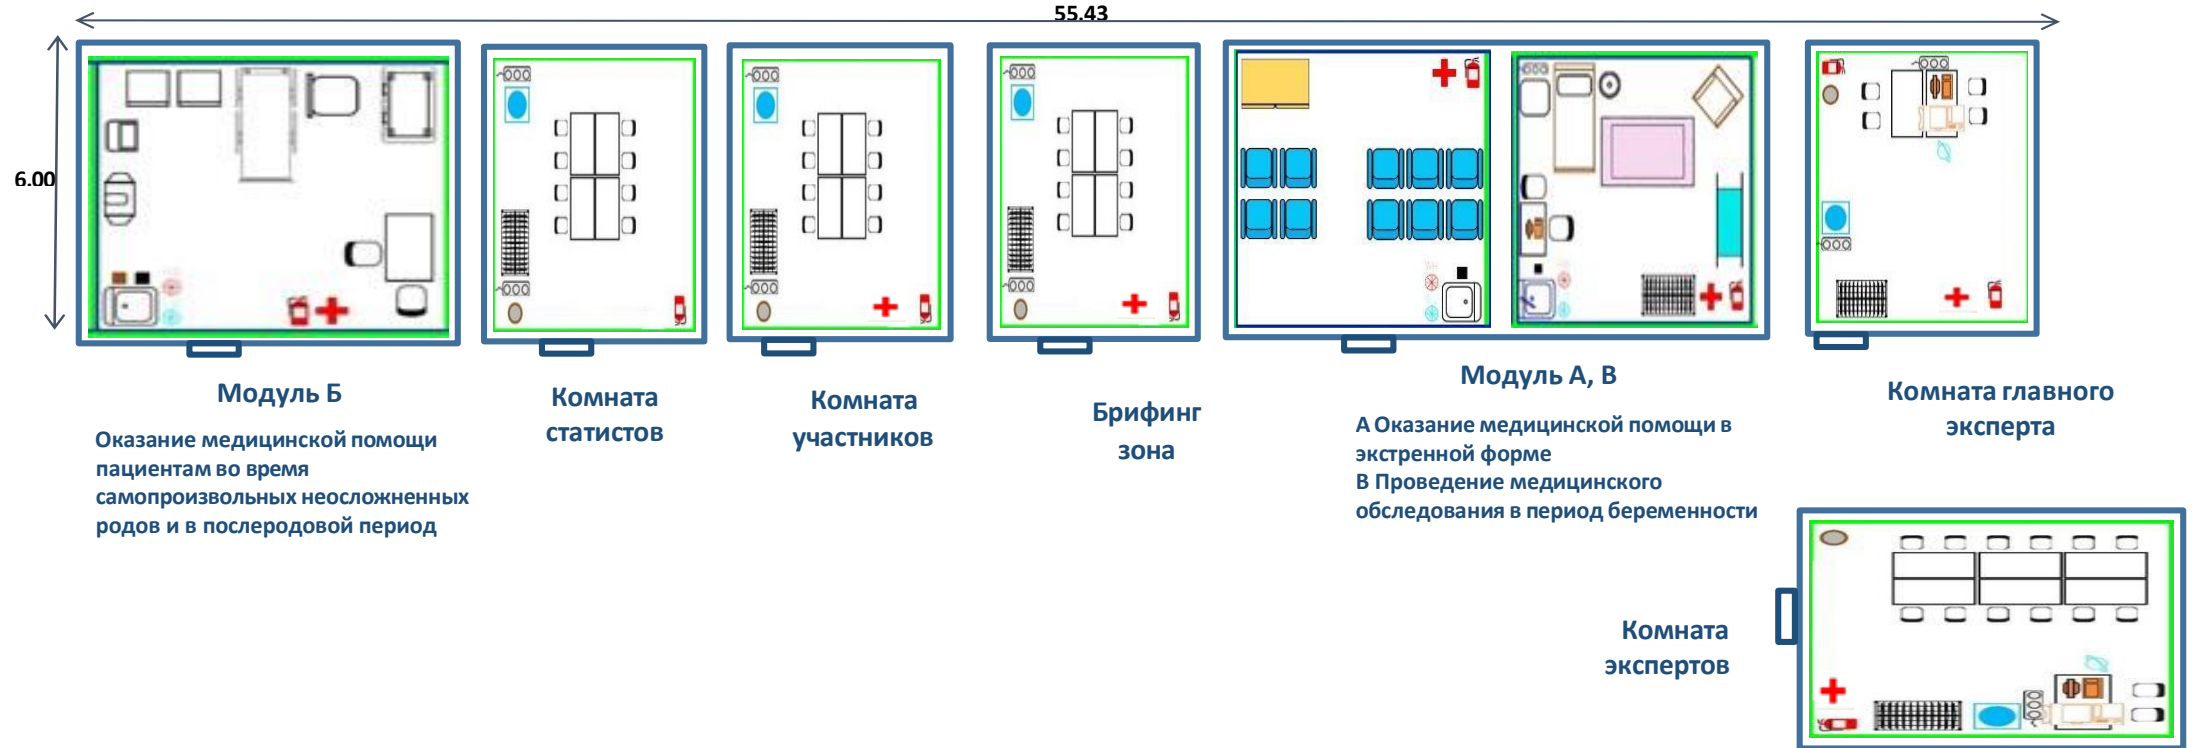 55.43
6.00
Модуль Б
Оказание медицинской помощи
пациентам во время
самопроизвольных неосложненных
родов и в послеродовой период
Комната
статистов
Комната
участников
Брифинг
зона
Модуль А, В
А Оказание медицинской помощи в
экстренной форме
В Проведение медицинского
обследования в период беременности
Комната главного
эксперта
Комната
экспертов